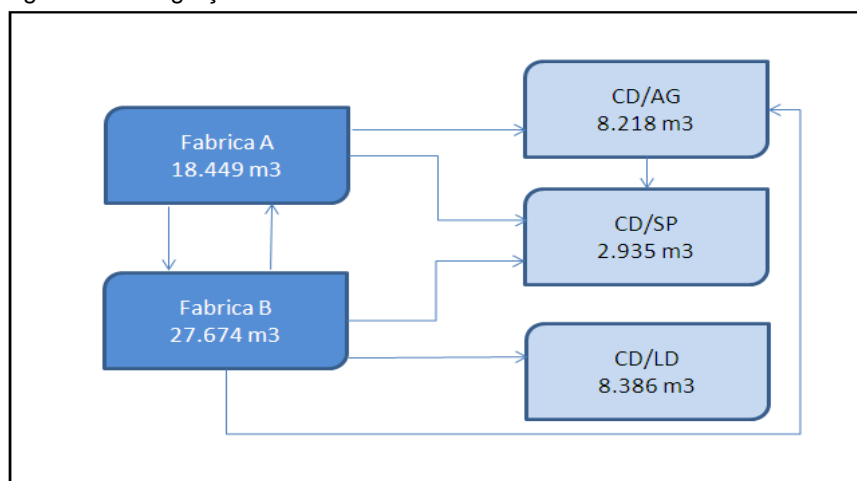 Fabrica A
18.449 m3
Fabrica B
27.674 m3
CD/AG
8.218 m3
CD/SP
2.935 m3
CD/LD
8.386 m3